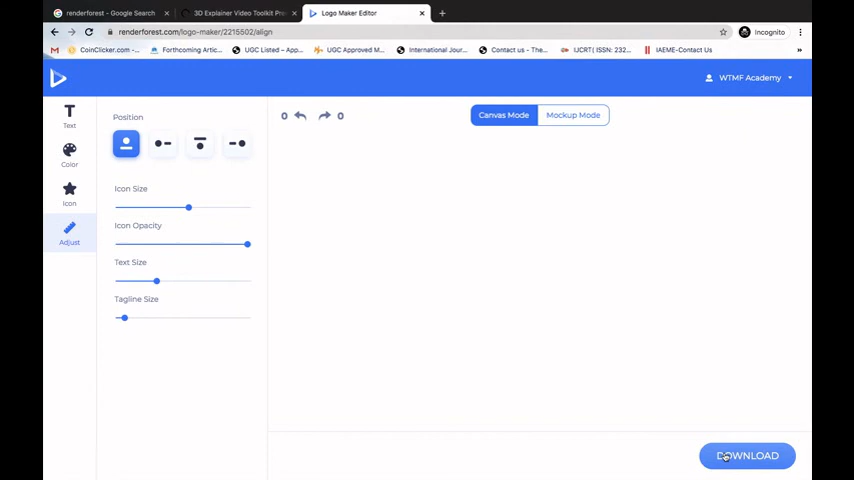 renderforest - Google Search
3D Explainer Video Toolkit Pre
Logo Maker Editor
renderforest.com/logo-maker/2215502/align
Incognito
CoinClicker.com -...
Forthcoming Artic...
UGC Listed – App...
UGC Approved M...
International Jour...
Contact us - The...
IJCRT( ISSN: 232...
IAEME-Contact Us
»
WTMF Academy
Text
Color
Icon
Adjust
Position
Icon Size
Icon Opacity
Text Size
Tagline Size
0
0
Canvas Mode
Mockup Mode
DOWNLOAD